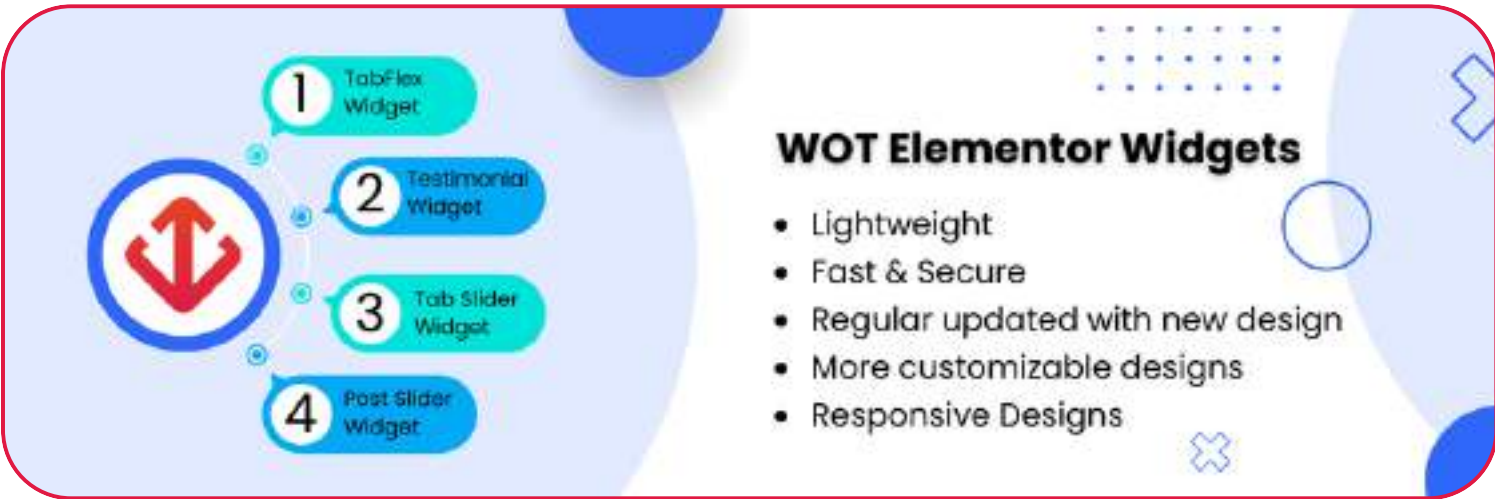 1
TabFlex
Widget
2
Testimonial
Widget
3
Tab Slider
Widget
4
Post Slider
Widget
WOT Elementor Widgets
• Lightweight
• Fast & Secure
• Regular updated with new design
• More customizable designs
• Responsive Designs